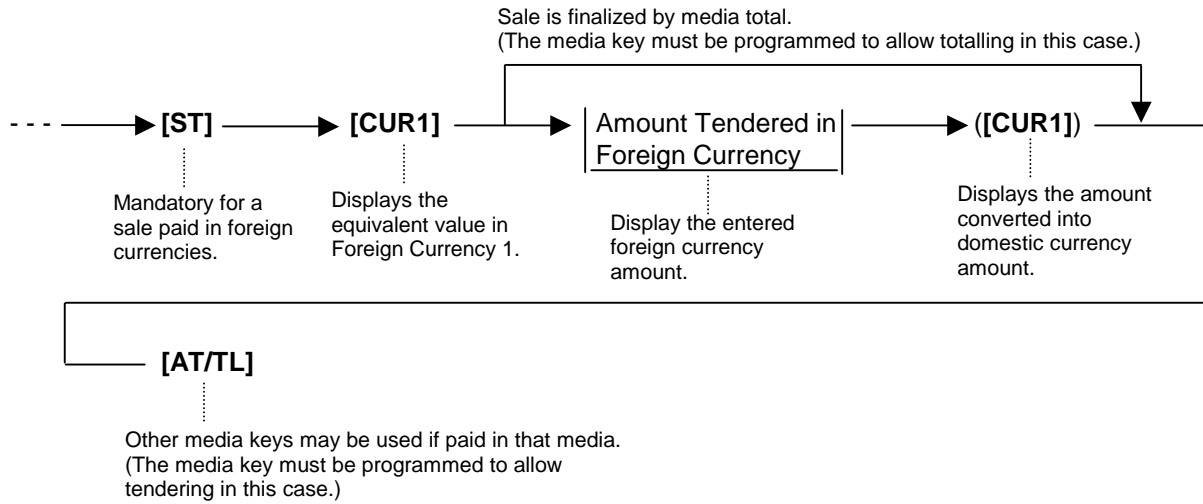 Sale is finalized by media total.
(The media key must be programmed to allow totalling in this case.)
- - - [ST] [CUR1] Amount Tendered in ([CUR1])
Foreign Currency
Mandatory for a
sale paid in foreign
currencies.
Displays the
equivalent value in
Foreign Currency 1.
Display the entered
foreign currency
amount.
Displays the amount
converted into
domestic currency
amount.
[AT/TL]
Other media keys may be used if paid in that media.
(The media key must be programmed to allow
tendering in this case.)